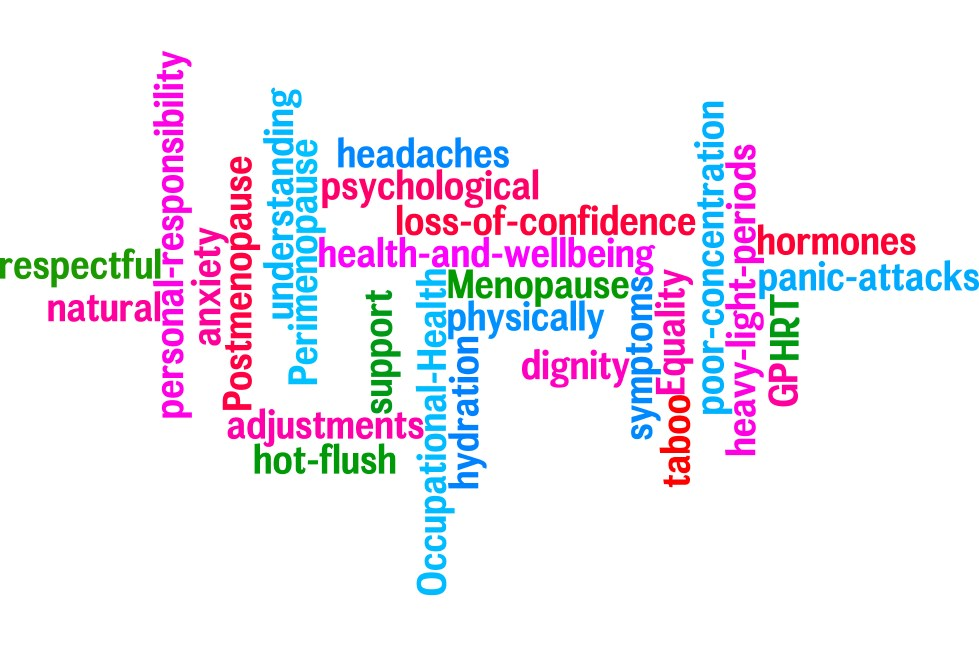 personal-responsibility
understanding
poor-concentration
Perimenopause
headaches
heavy-light-periods
Postmenopause
psychological
loss-of-confidence
anxiety
hormones
health-and-wellbeing
respectful
panic-attacks
Menopause
symptoms
Equality
natural
support
Occupational-Health
physically
HRT
hydration
dignity
GP
taboo
adjustments
hot-flush